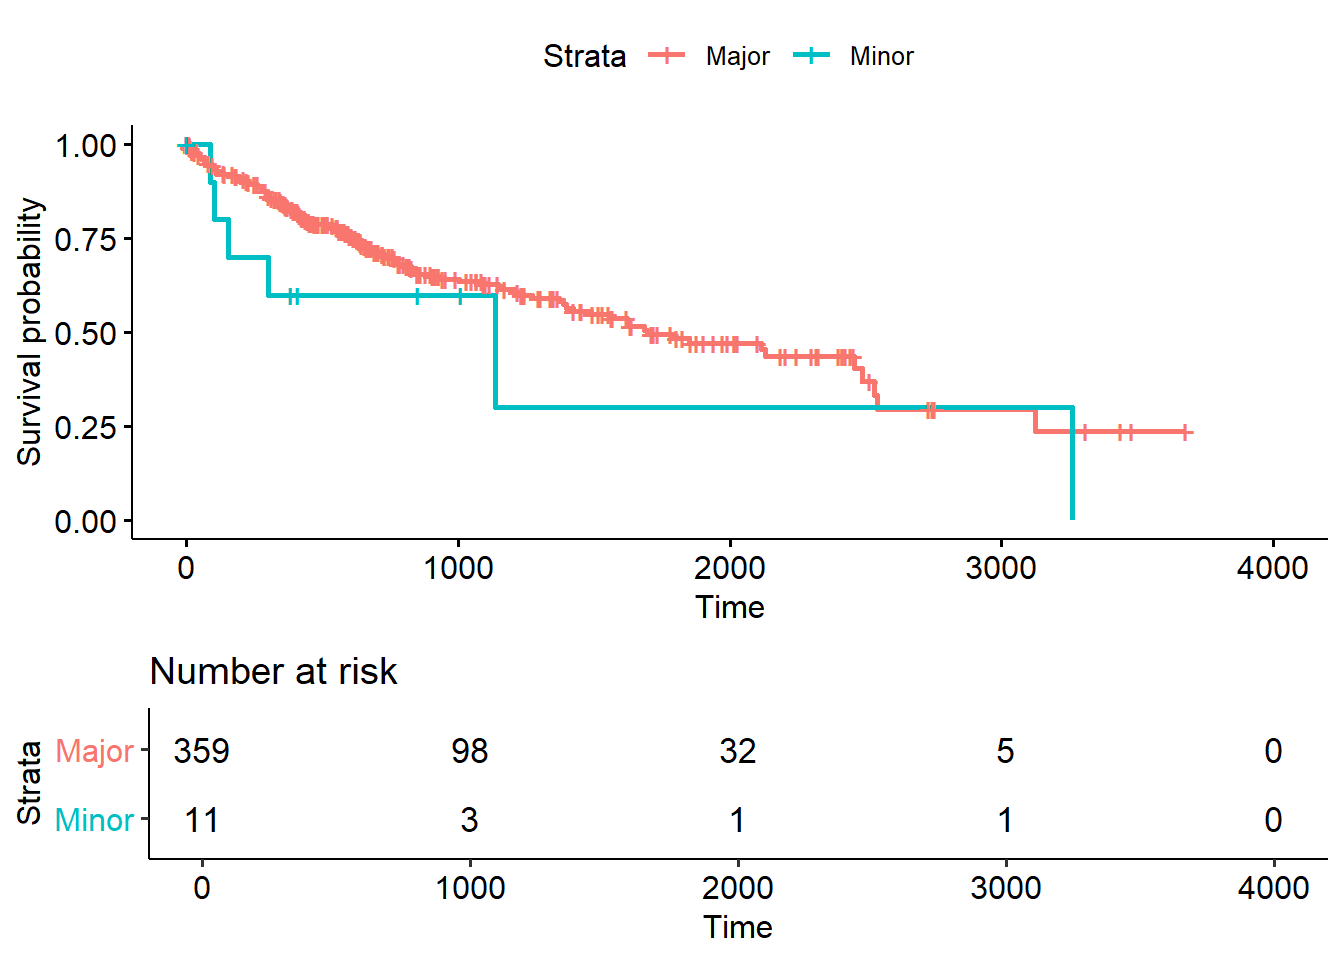 Strata Major Minor
Survival probability
1.00
0.75
0.50
0.25
0.00
0 1000 2000 3000 4000
Time
Number at risk
Strata
Major 359 98 32 5 0
Minor 11 3 1 1 0
0 1000 2000 3000 4000
Time